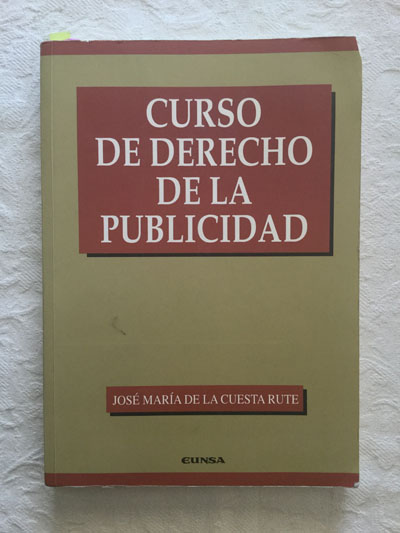 CURSO
DE DERECHO
DE LA
PUBLICIDAD
JOSÉ MARÍA DE LA CUESTA RUTE
EUNSA